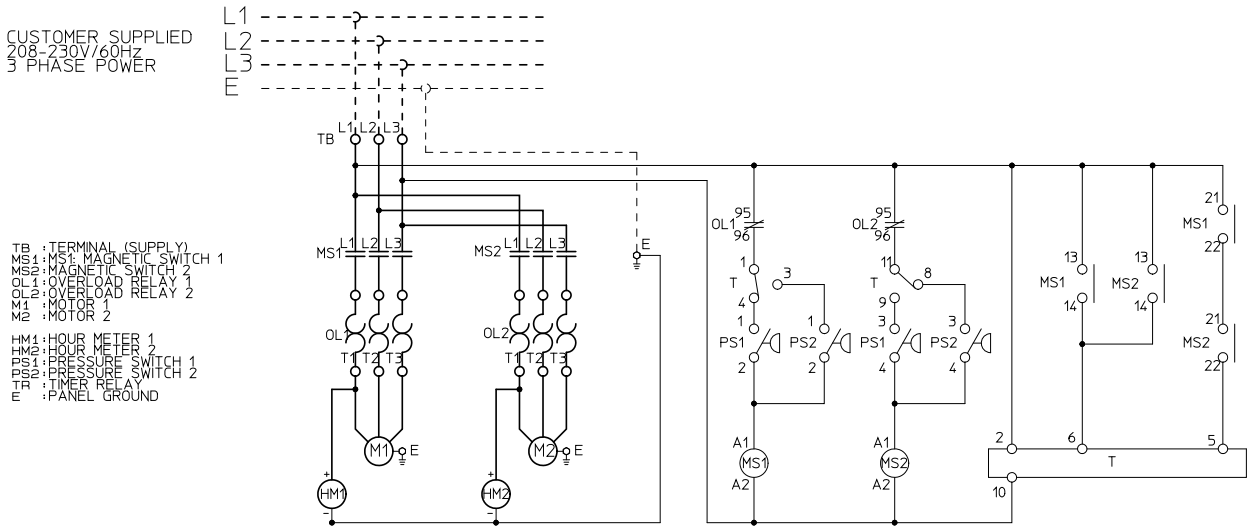 L1
CUSTOMER SUPPLIED
208-230V/60Hz
3 PHASE POWER
L2
L3
E
TB
L1 L2 L3
E
MS1
L1 L2 L3
MS2
L1 L2 L3
OL1
T1 T2 T3
OL2
T1 T2 T3
M1
E
M2
E
+
HM1
-
+
HM2
-
TB :TERMINAL (SUPPLY)
MS1:MS1: MAGNETIC SWITCH 1
MS2:MAGNETIC SWITCH 2
OL1:OVERLOAD RELAY 1
OL2:OVERLOAD RELAY 2
M1 :MOTOR 1
M2 :MOTOR 2
HM1:HOUR METER 1
HM2:HOUR METER 2
PS1:PRESSURE SWITCH 1
PS2:PRESSURE SWITCH 2
TR :TIMER RELAY
E :PANEL GROUND
95
OL1
96
1
T
3
4
1
PS1
2
1
PS2
2
A1
MS1
A2
95
OL2
96
11
T
8
9
3
PS1
4
3
PS2
4
A1
MS2
A2
13
MS1
14
13
MS2
14
21
MS1
22
21
MS2
22
2
6
5
T
10